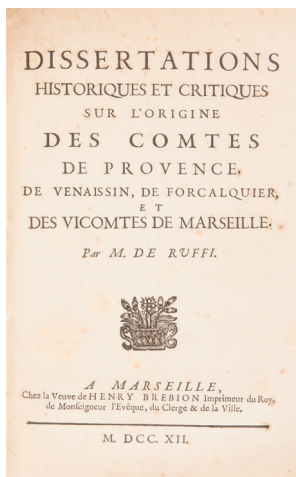 DISSERTATIONS
HISTORIQUES ET CRITIQUES
SUR L'ORIGINE
DES COMTES
DE PROVENCE,
DE VENAISSIN, DE FORCALQUIER,
ET
DES VICOMTES DE MARSEILLE.
Par M. DE RVFFI.
A MARSEILLE,
Chez la Veuve de HENRY BREBION Imprimeur du Roy,
de Monseigneur l'Evêque, du Clergé & de la Ville.
M. DCC. XII.